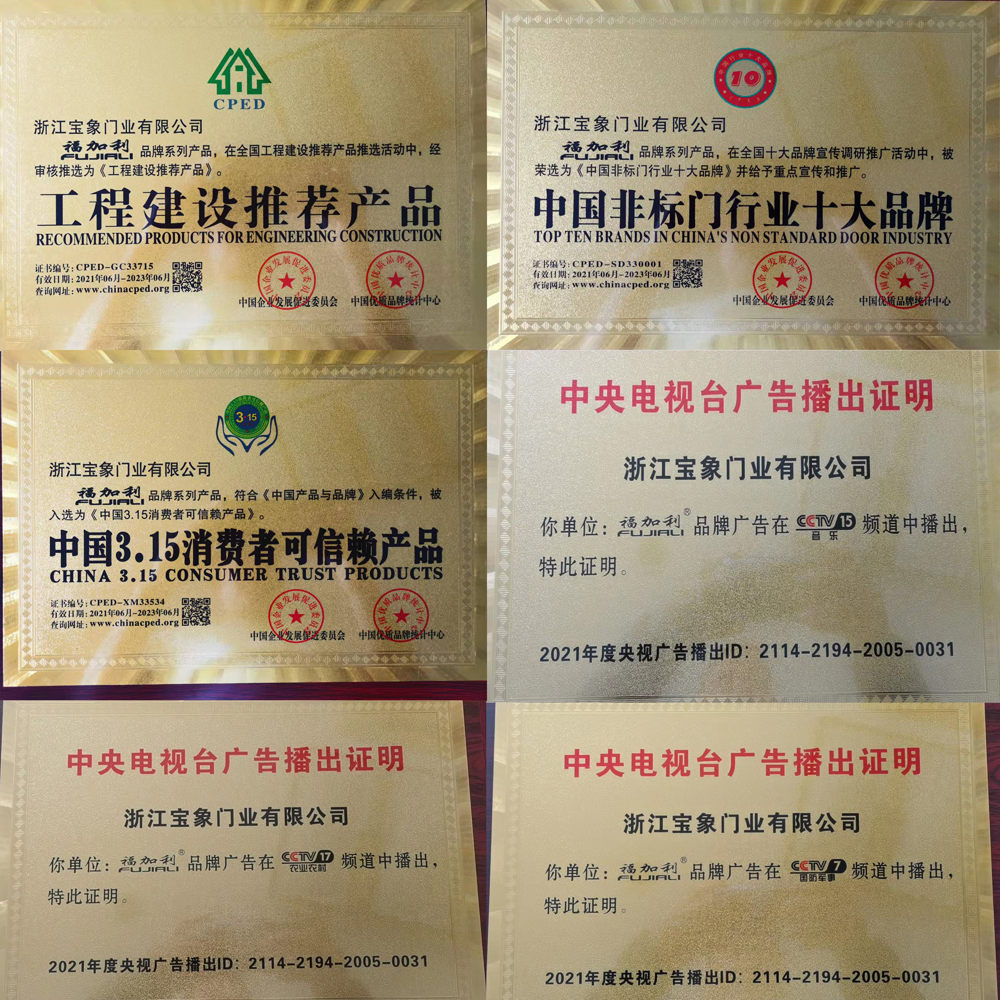 CPED
浙江宝象门业有限公司
福加利
FUJIALI 品牌系列产品，在全国工程建设推荐产品推选活动中，经
审核推选为《工程建设推荐产品》。
工程建设推荐产品
RECOMMENDED PRODUCTS FOR ENGINEERING CONSTRUCTION
证书编号：CPED-GC33715
有效日期：2021年06月-2023年06月
查询网址：www.chinacped.org
中国企业发展促进委员会 中国优质品牌统计中心
10
浙江宝象门业有限公司
福加利
FUJIALI 品牌系列产品，在全国十大品牌宣传调研推广活动中，被
荣选为《中国非标门行业十大品牌》并给予重点宣传和推广。
中国非标门行业十大品牌
TOP TEN BRANDS IN CHINA'S NON STANDARD DOOR INDUSTRY
证书编号：CPED-SD330001
有效日期：2021年06月-2023年06月
查询网址：www.chinacped.org
中国企业发展促进委员会 中国优质品牌统计中心
3·15
浙江宝象门业有限公司
福加利
FUJIALI 品牌系列产品，符合《中国产品与品牌》入编条件，被
入选为《中国3.15消费者可信赖产品》。
中国3.15消费者可信赖产品
CHINA 3.15 CONSUMER TRUST PRODUCTS
证书编号：CPED-XM33534
有效日期：2021年06月-2023年06月
查询网址：www.chinacped.org
中国企业发展促进委员会 中国优质品牌统计中心
中央电视台广告播出证明
浙江宝象门业有限公司
你单位：福加利® FUJIALI 品牌广告在 CCTV 15 音乐 频道中播出，
特此证明。
2021年度央视广告播出ID：2114-2194-2005-0031
中央电视台广告播出证明
浙江宝象门业有限公司
你单位：福加利® FUJIALI 品牌广告在 CCTV 17 农业农村 频道中播出，
特此证明。
2021年度央视广告播出ID：2114-2194-2005-0031
中央电视台广告播出证明
浙江宝象门业有限公司
你单位：福加利® FUJIALI 品牌广告在 CCTV 7 国防军事 频道中播出，
特此证明。
2021年度央视广告播出ID：2114-2194-2005-0031